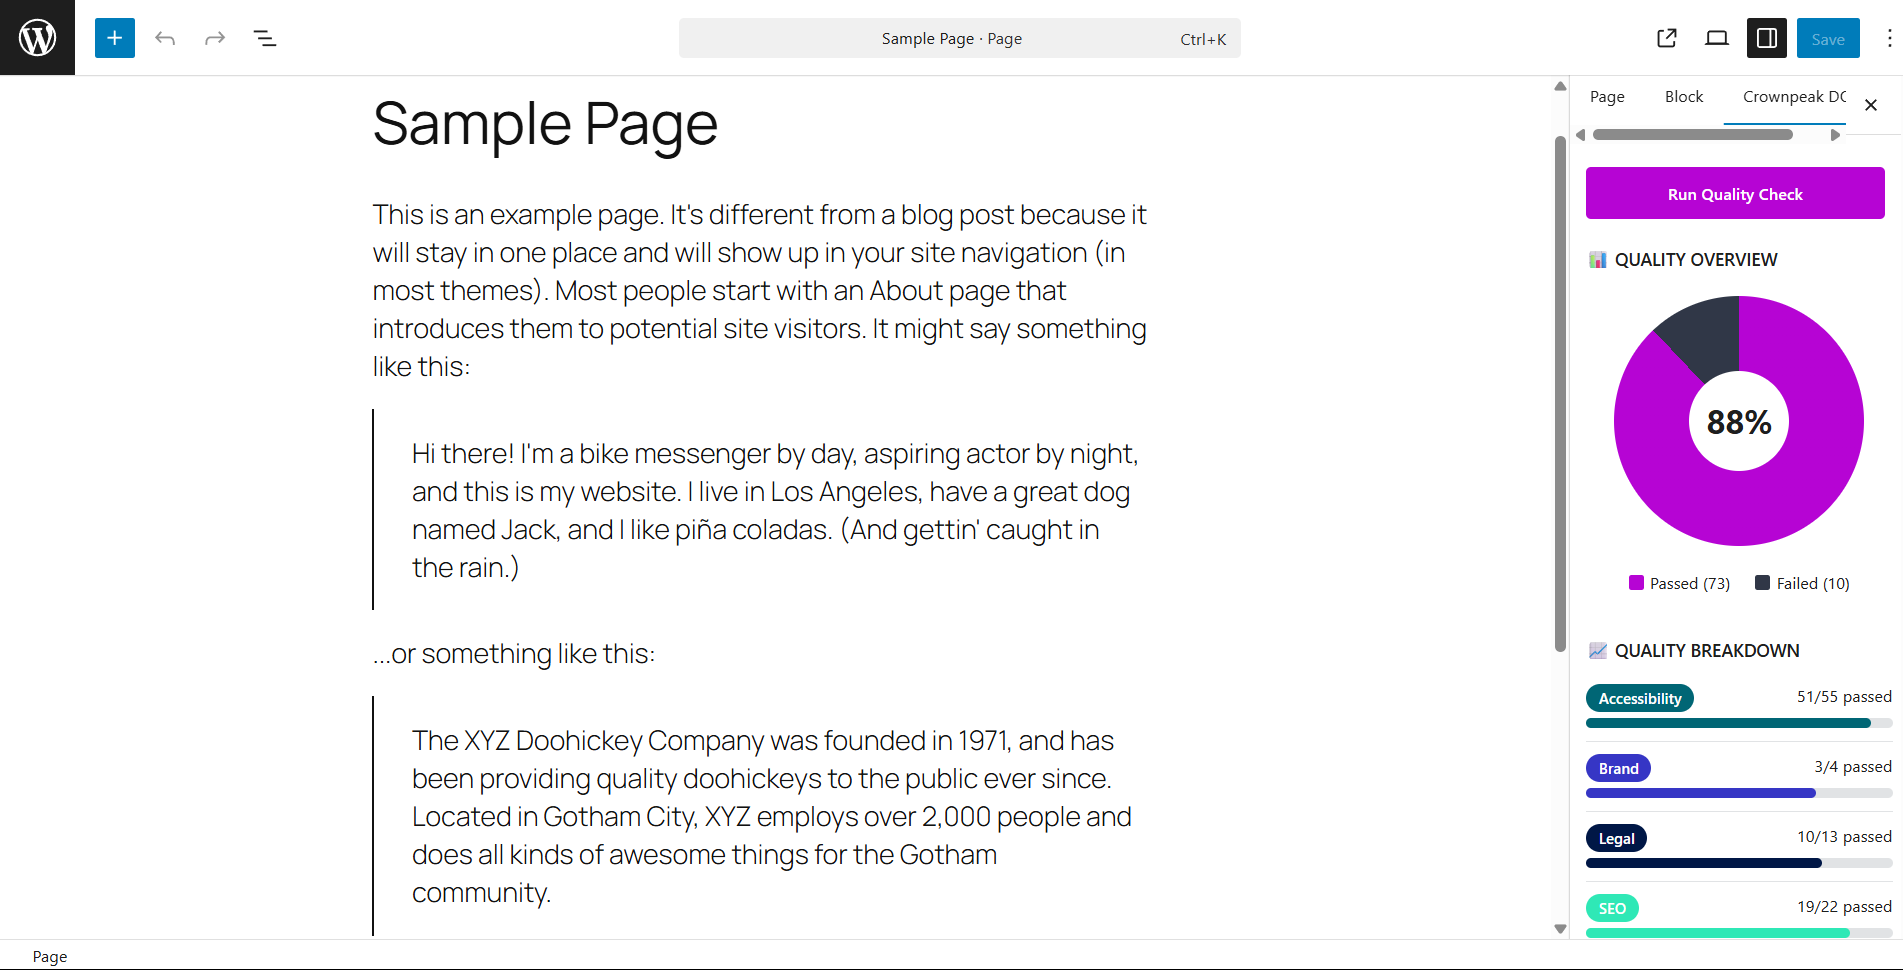 Sample Page · Page
Ctrl+K
Save
Sample Page
This is an example page. It's different from a blog post because it
will stay in one place and will show up in your site navigation (in
most themes). Most people start with an About page that
introduces them to potential site visitors. It might say something
like this:
Hi there! I'm a bike messenger by day, aspiring actor by night,
and this is my website. I live in Los Angeles, have a great dog
named Jack, and I like piña coladas. (And gettin' caught in
the rain.)
...or something like this:
The XYZ Doohickey Company was founded in 1971, and has
been providing quality doohickeys to the public ever since.
Located in Gotham City, XYZ employs over 2,000 people and
does all kinds of awesome things for the Gotham
community.
Page
Block
Crownpeak
Run Quality Check
QUALITY OVERVIEW
88%
Passed (73)
Failed (10)
QUALITY BREAKDOWN
Accessibility
51/55 passed
Brand
3/4 passed
Legal
10/13 passed
SEO
19/22 passed
Page